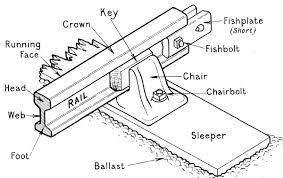 Key
Crown
Fishplate
(Short)
Running
Face
Fishbolt
Chair
Head
RAIL
Chairbolt
Web
Sleeper
Foot
Ballast